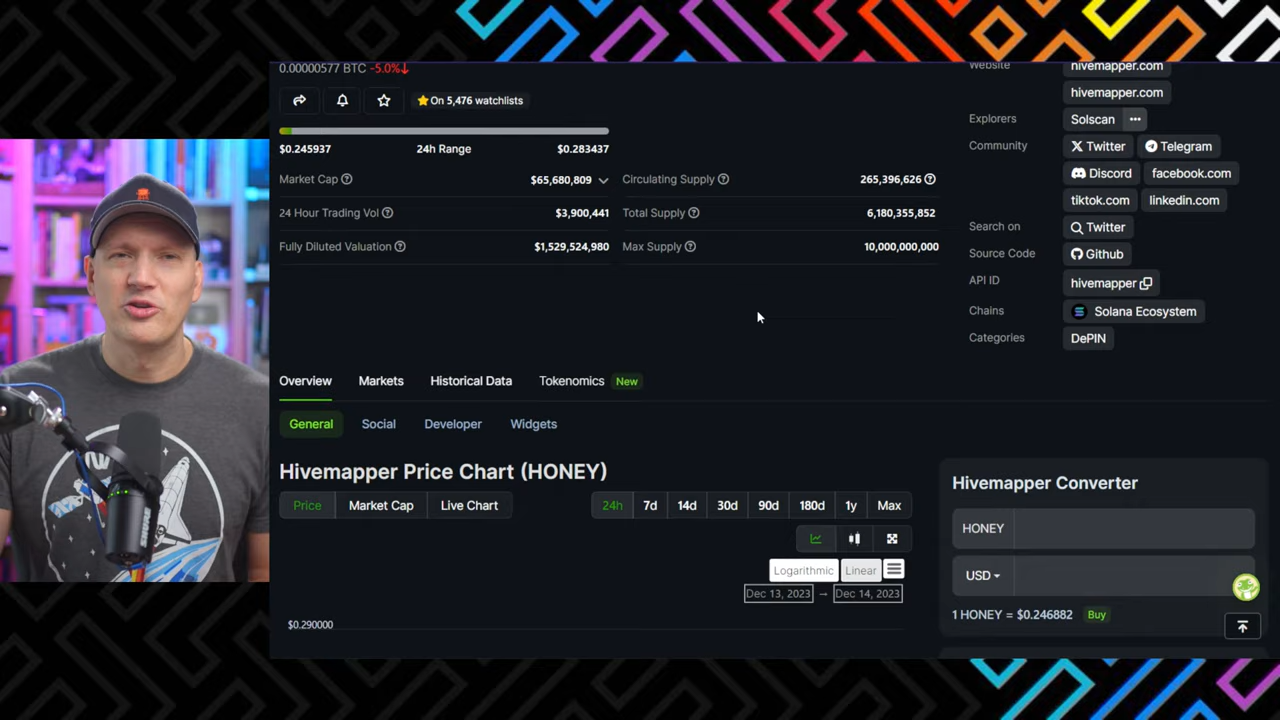 0.00000577 BTC -5.0%↓
On 5,476 watchlists
$0.245937 24h Range $0.283437
Market Cap $65,680,809
24 Hour Trading Vol $3,900,441
Fully Diluted Valuation $1,529,524,980
Circulating Supply 265,396,626
Total Supply 6,180,355,852
Max Supply 10,000,000,000
Website hivemapper.com
hivemapper.com
Explorers Solscan
Community Twitter Telegram
Discord facebook.com
tiktok.com linkedin.com
Search on Twitter
Source Code Github
API ID hivemapper
Chains Solana Ecosystem
Categories DePIN
Overview Markets Historical Data Tokenomics New
General Social Developer Widgets
Hivemapper Price Chart (HONEY)
Price Market Cap Live Chart 24h 7d 14d 30d 90d 180d 1y Max
Logarithmic Linear
Dec 13, 2023 → Dec 14, 2023
$0.290000
Hivemapper Converter
HONEY
USD
1 HONEY = $0.246882 Buy
SHURE